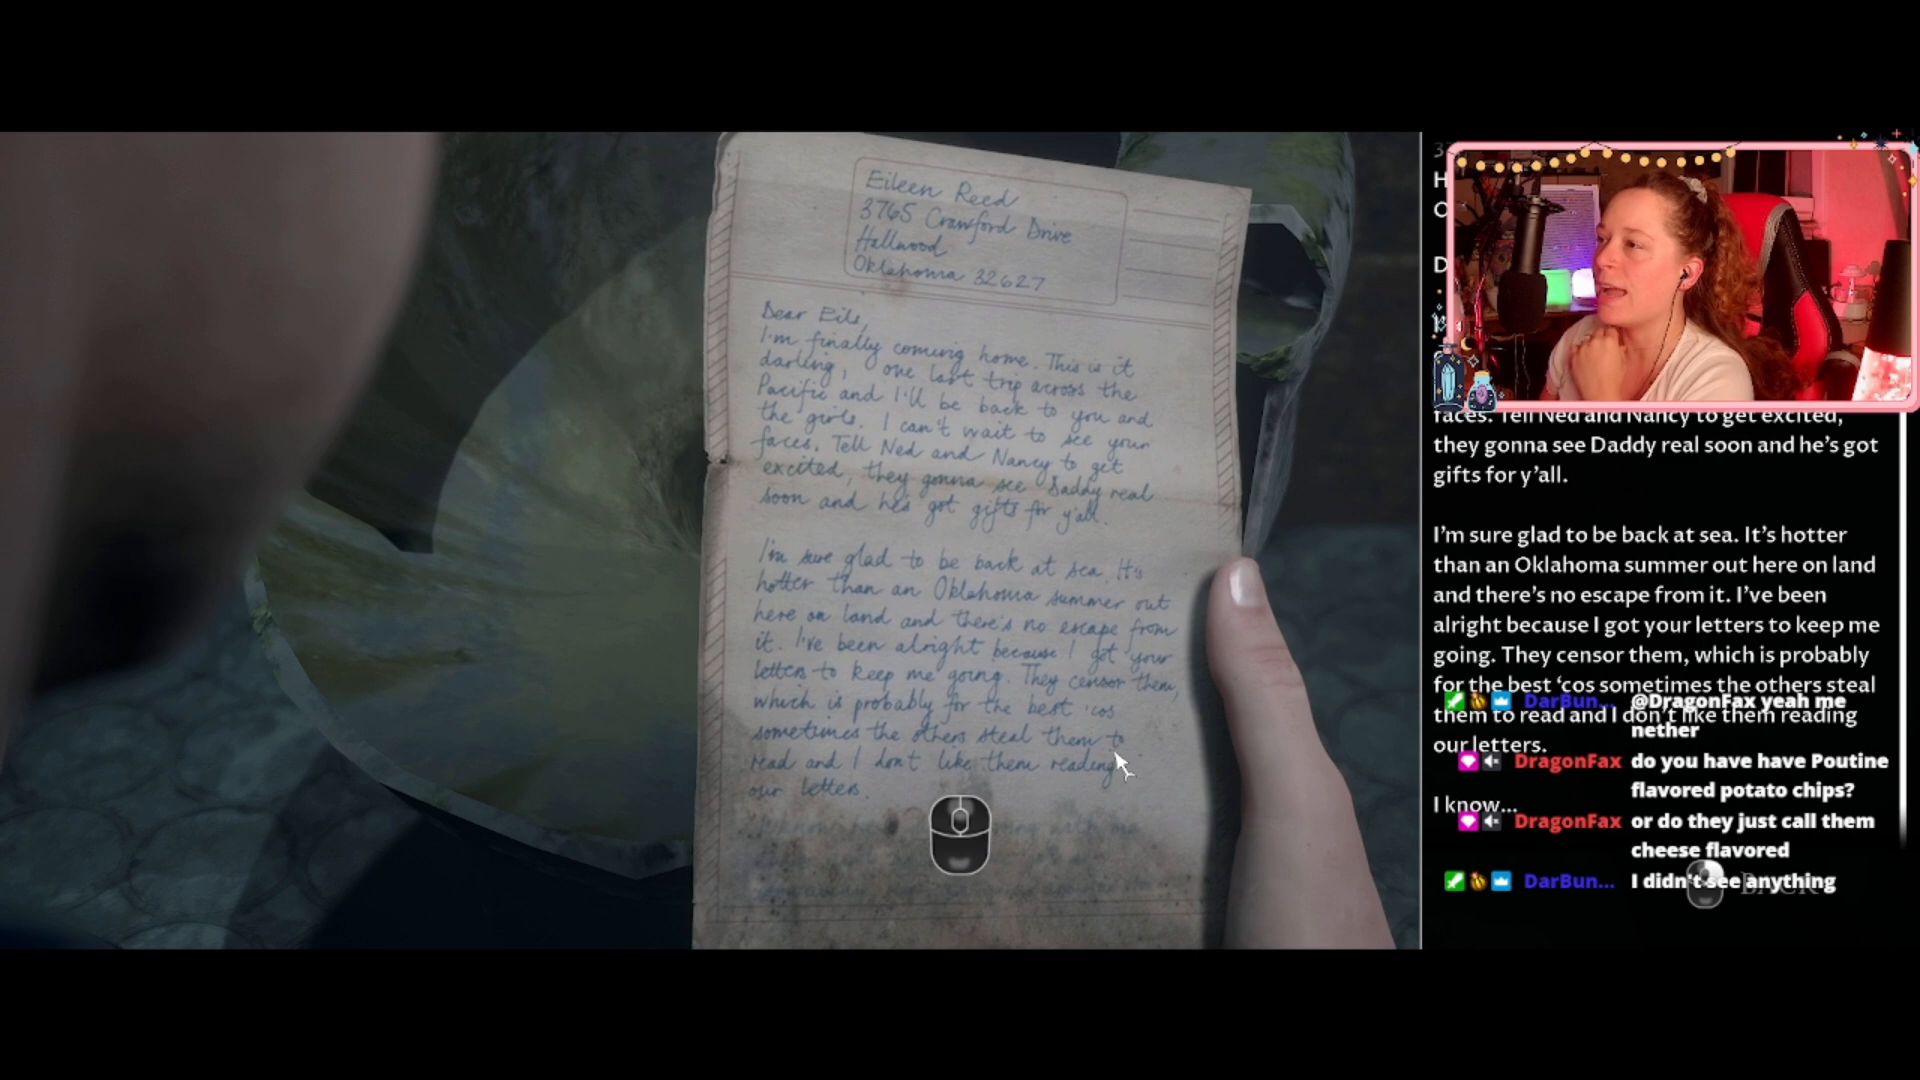 Eileen Reed
3765 Crawford Drive
Hallwood
Oklahoma 32627
Dear Eile,
I'm finally coming home. This is it
darling, one last trip across the
Pacific and I'll be back to you and
the girls. I can't wait to see your
faces. Tell Ned and Nancy to get
excited, they gonna see Daddy real
soon and he's got gifts for y'all.
I'm sure glad to be back at sea. It's
hotter than an Oklahoma summer out
here on land and there's no escape from
it. I've been alright because I got your
letters to keep me going. They censor them,
which is probably for the best 'cos
sometimes the others steal them to
read and I don't like them reading
our letters.
3
H
O
D
faces. Tell Ned and Nancy to get excited,
they gonna see Daddy real soon and he's got
gifts for y'all.
I'm sure glad to be back at sea. It's hotter
than an Oklahoma summer out here on land
and there's no escape from it. I've been
alright because I got your letters to keep me
going. They censor them, which is probably
for the best 'cos sometimes the others steal
them to read and I don't like them reading
our letters.
I know...
DarBun... @DragonFax yeah me
nether
DragonFax do you have have Poutine
flavored potato chips?
DragonFax or do they just call them
cheese flavored
DarBun... I didn't see anything
BACK